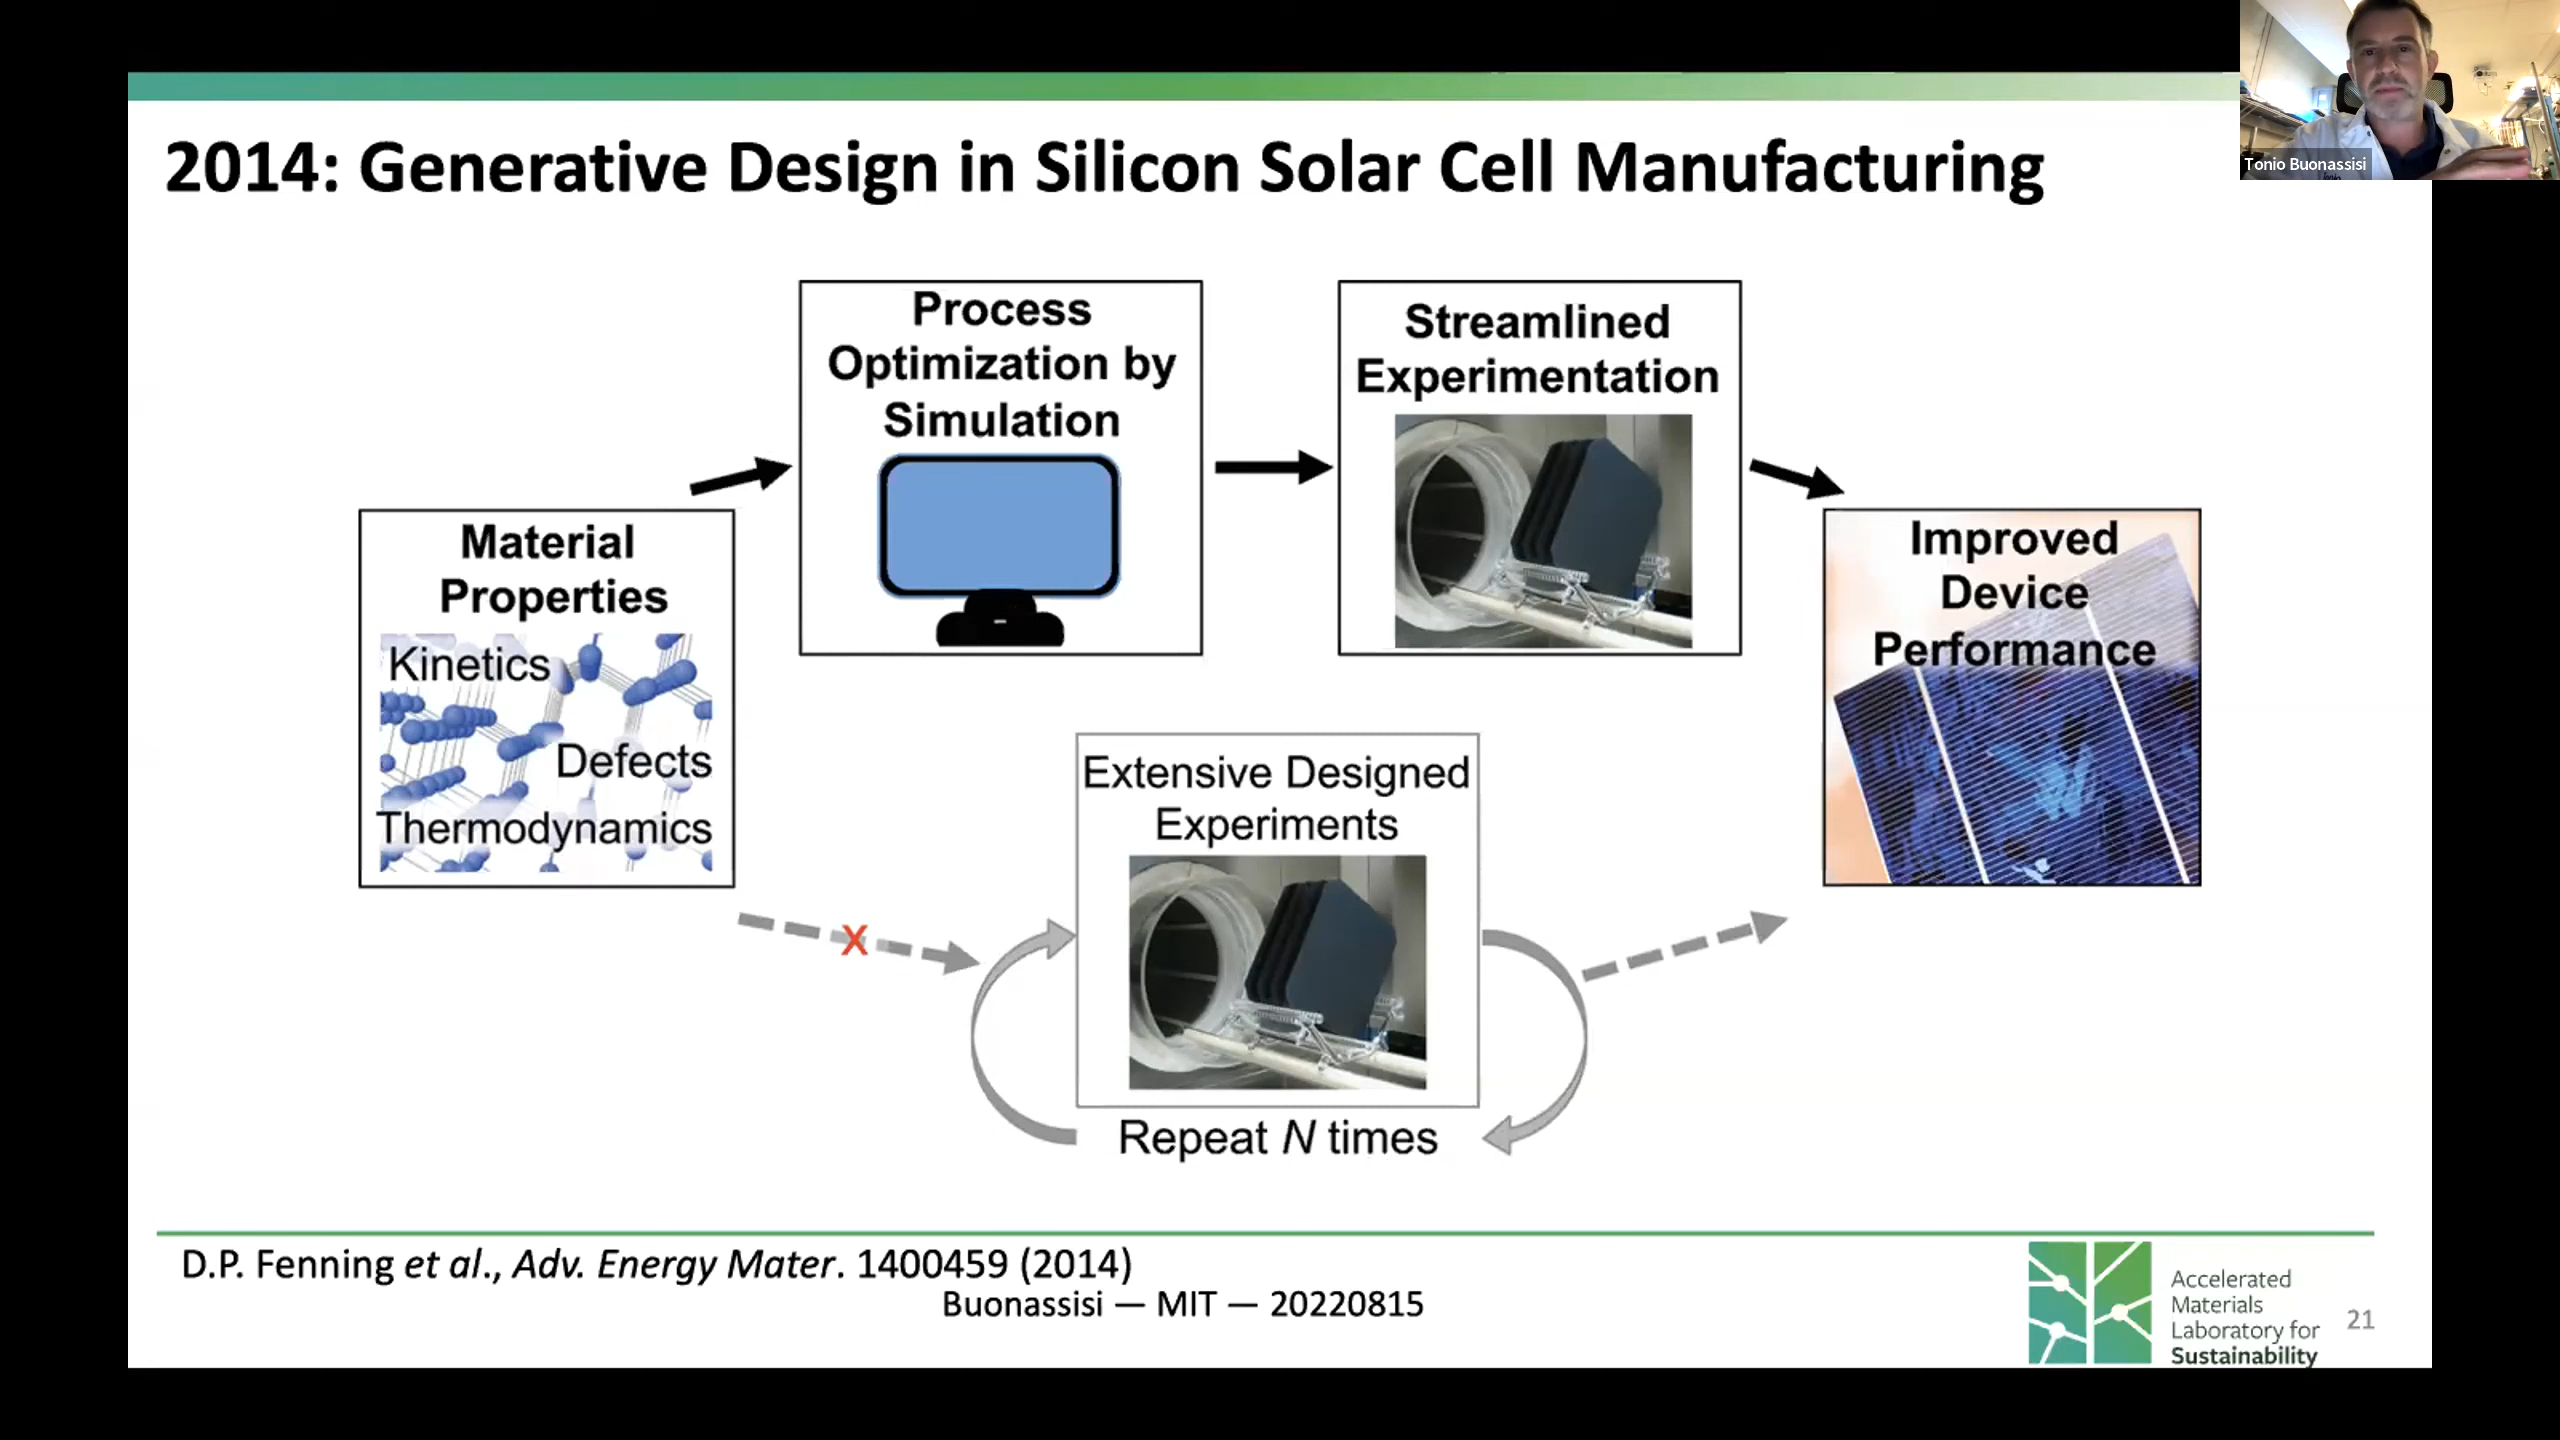 Tonio Buonassisi
2014: Generative Design in Silicon Solar Cell Manufacturing
Material
Properties
Kinetics
Defects
Thermodynamics
Process
Optimization by
Simulation
Streamlined
Experimentation
Improved
Device
Performance
X
Extensive Designed
Experiments
Repeat N times
D.P. Fenning et al., Adv. Energy Mater. 1400459 (2014)
Buonassisi — MIT — 20220815
Accelerated
Materials
Laboratory for
Sustainability
21